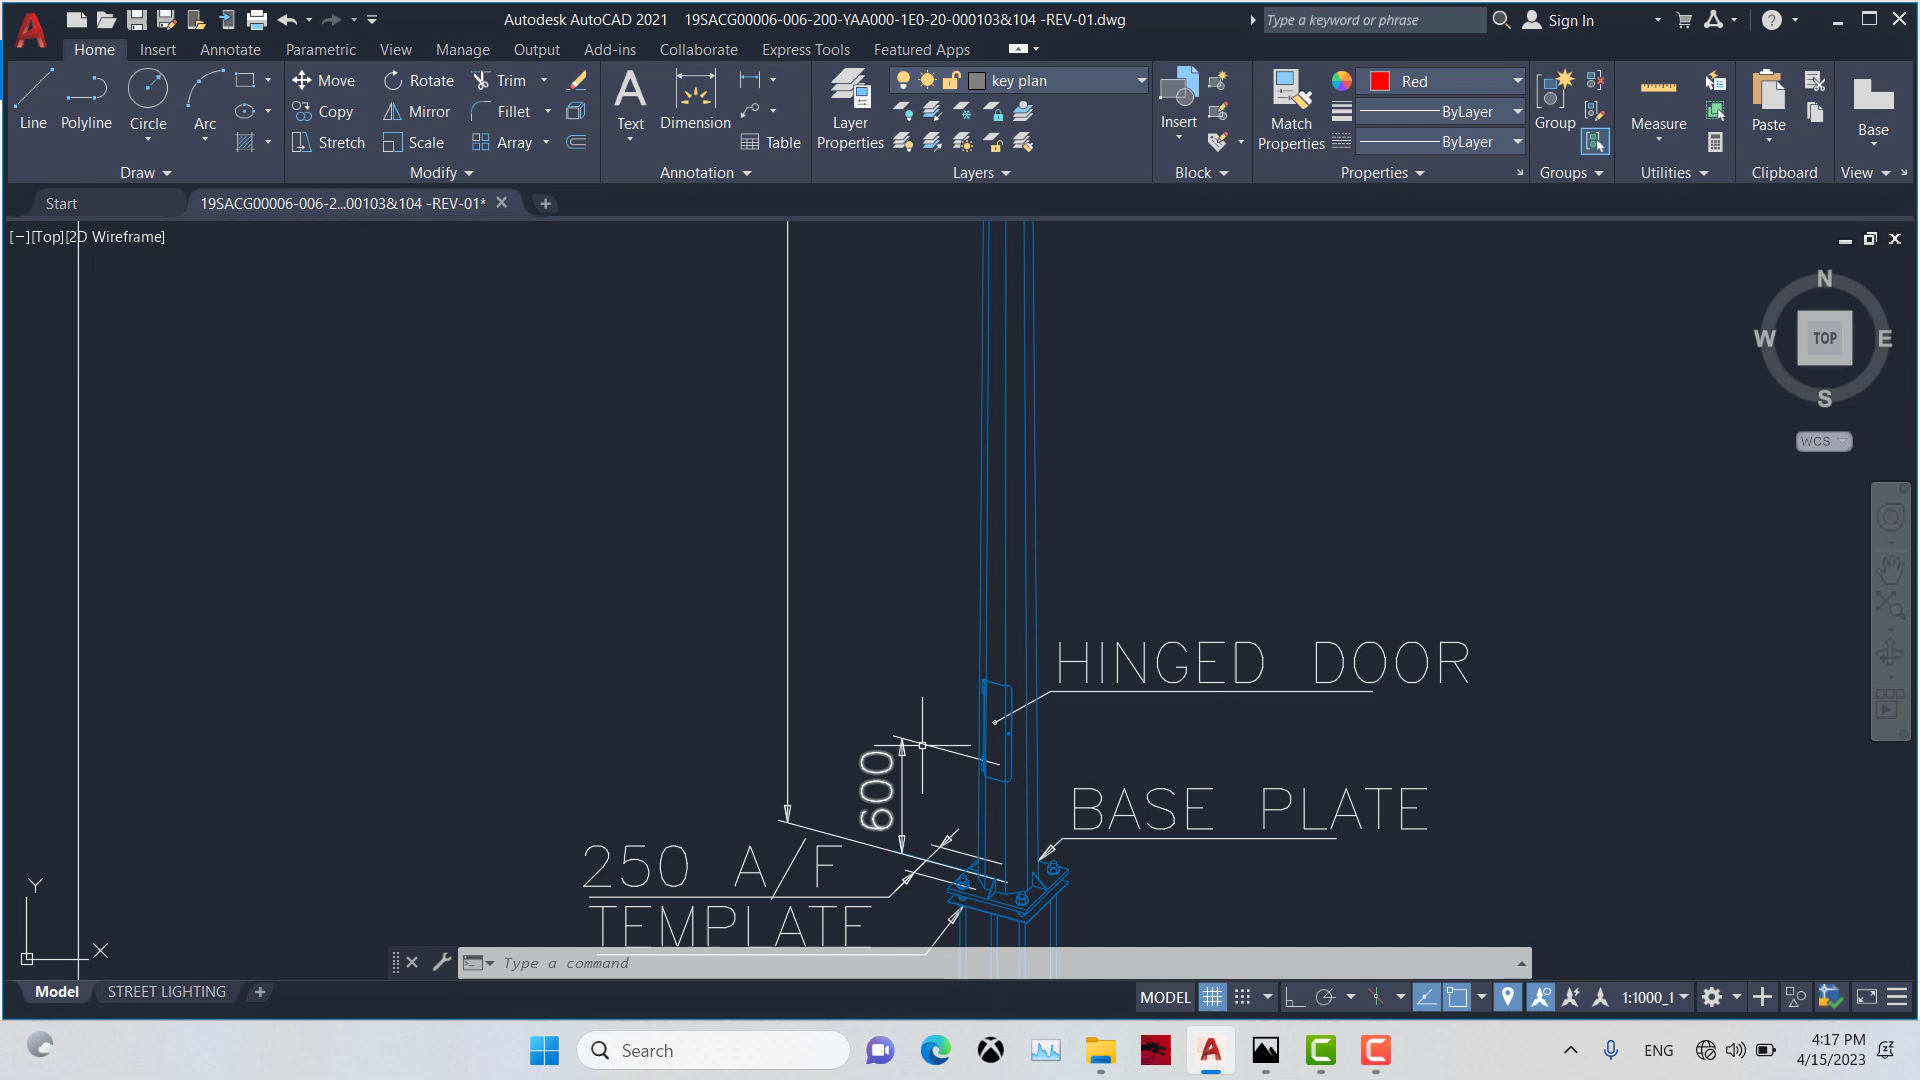 Autodesk AutoCAD 2021 19SACG00006-006-200-YAA000-1E0-20-000103&104 -REV-01.dwg
Type a keyword or phrase
Sign In
Home Insert Annotate Parametric View Manage Output Add-ins Collaborate Express Tools Featured Apps
Move Rotate Trim key plan Red
Copy Mirror Fillet ByLayer
Line Polyline Circle Arc Text Dimension Layer Properties Insert Match Properties Group Measure Paste Base
Stretch Scale Array Table ByLayer
Draw Modify Annotation Layers Block Properties Groups Utilities Clipboard View
Start 19SACG00006-006-2...00103&104 -REV-01*
[−][Top][2D Wireframe]
N
W TOP E
S
WCS
HINGED DOOR
600
BASE PLATE
250 A/F
TEMPLATE
Y
X
Type a command
Model STREET LIGHTING
MODEL 1:1000_1
Search
ENG
4:17 PM
4/15/2023